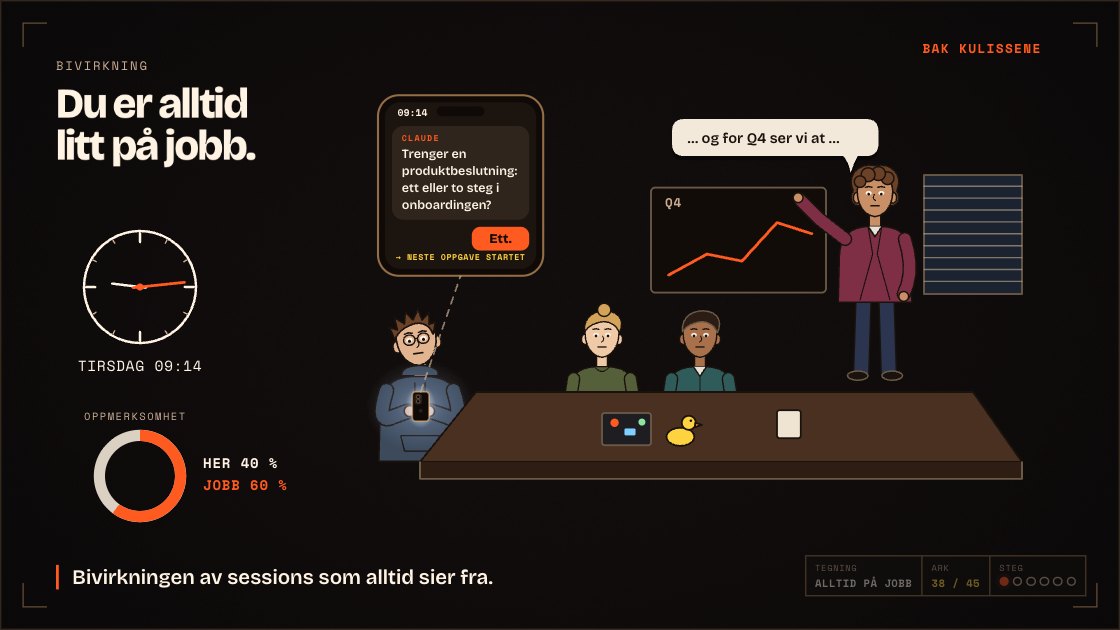 BIVIRKNING
Du er alltid
litt på jobb.
BAK KULISSENE
09:14
CLAUDE
Trenger en
produktbeslutning:
ett eller to steg i
onboardingen?
Ett.
→ NESTE OPPGAVE STARTET
... og for Q4 ser vi at ...
Q4
TIRSDAG 09:14
OPPMERKSOMHET
HER 40 %
JOBB 60 %
Bivirkningen av sessions som alltid sier fra.
TEGNING
ALLTID PÅ JOBB
ARK
38 / 45
STEG